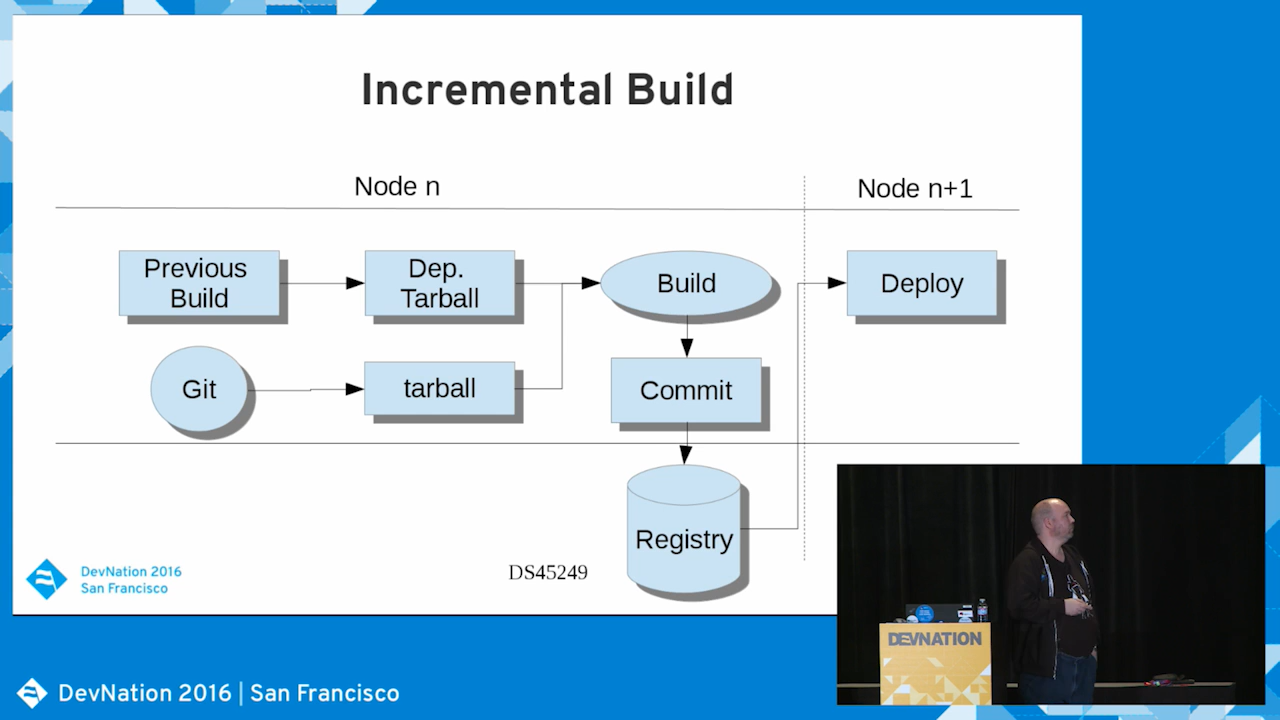 Incremental Build
Node n
Node n+1
Previous
Build
Dep.
Tarball
Build
Deploy
Git
tarball
Commit
Registry
DS45249
DevNation 2016
San Francisco
DEVNATION
DevNation 2016 | San Francisco